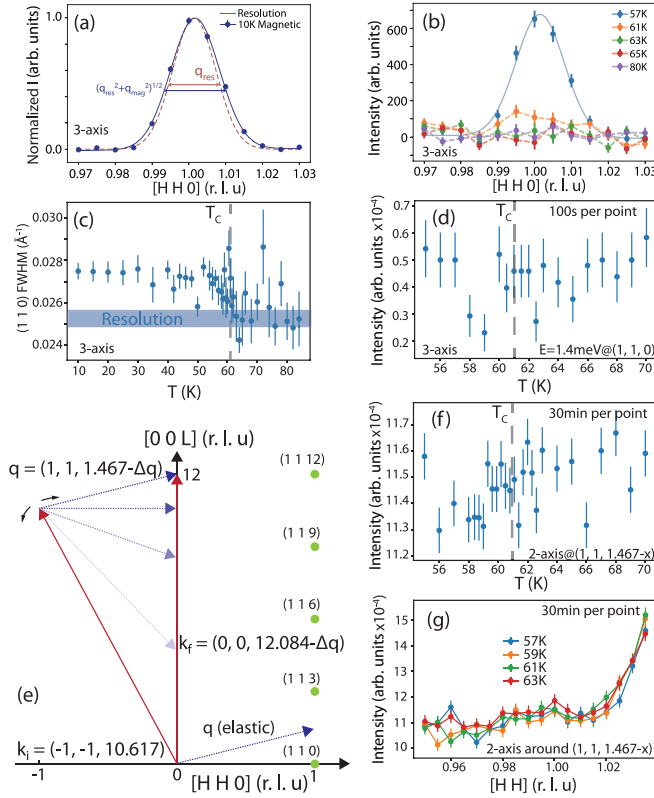 (a)
Resolution
10K Magnetic
q_res
(q_res²+q_mag²)^1/2
3-axis
Normalized I (arb. units)
1.0
0.0
0.97 0.98 0.99 1.00 1.01 1.02 1.03
[H H 0] (r. l. u)
(b)
57K
61K
63K
65K
80K
3-axis
Intensity (arb. units)
600
400
200
0
0.97 0.98 0.99 1.00 1.01 1.02 1.03
[H H 0] (r. l. u)
(c)
T_C
Resolution
3-axis
(1 1 0) FWHM (Å⁻¹)
0.030
0.028
0.026
0.024
10 20 30 40 50 60 70 80 90
T (K)
(d)
T_C
100s per point
3-axis
E=1.4meV@(1, 1, 0)
Intensity (arb. units x10⁻⁴)
0.7
0.6
0.5
0.4
0.3
0.2
56 58 60 62 64 66 68 70
T (K)
[0 0 L] (r. l. u)
q = (1, 1, 1.467-Δq)
12
(1 1 12)
(1 1 9)
(1 1 6)
k_f = (0, 0, 12.084-Δq)
(1 1 3)
(e)
q (elastic)
k_i = (-1, -1, 10.617)
(1 1 0)
-1 0 1
[H H 0] (r. l. u)
(f)
T_C
30min per point
2-axis@(1, 1, 1.467-x)
Intensity (arb. units x10⁻⁴)
11.7
11.6
11.5
11.4
11.3
11.2
56 58 60 62 64 66 68 70
T (K)
(g)
30min per point
57K
59K
61K
63K
2-axis around (1, 1, 1.467-x)
Intensity (arb. units x10⁻⁴)
15
14
13
12
11
10
0.96 0.98 1.00 1.02
[H H] (r. l. u)